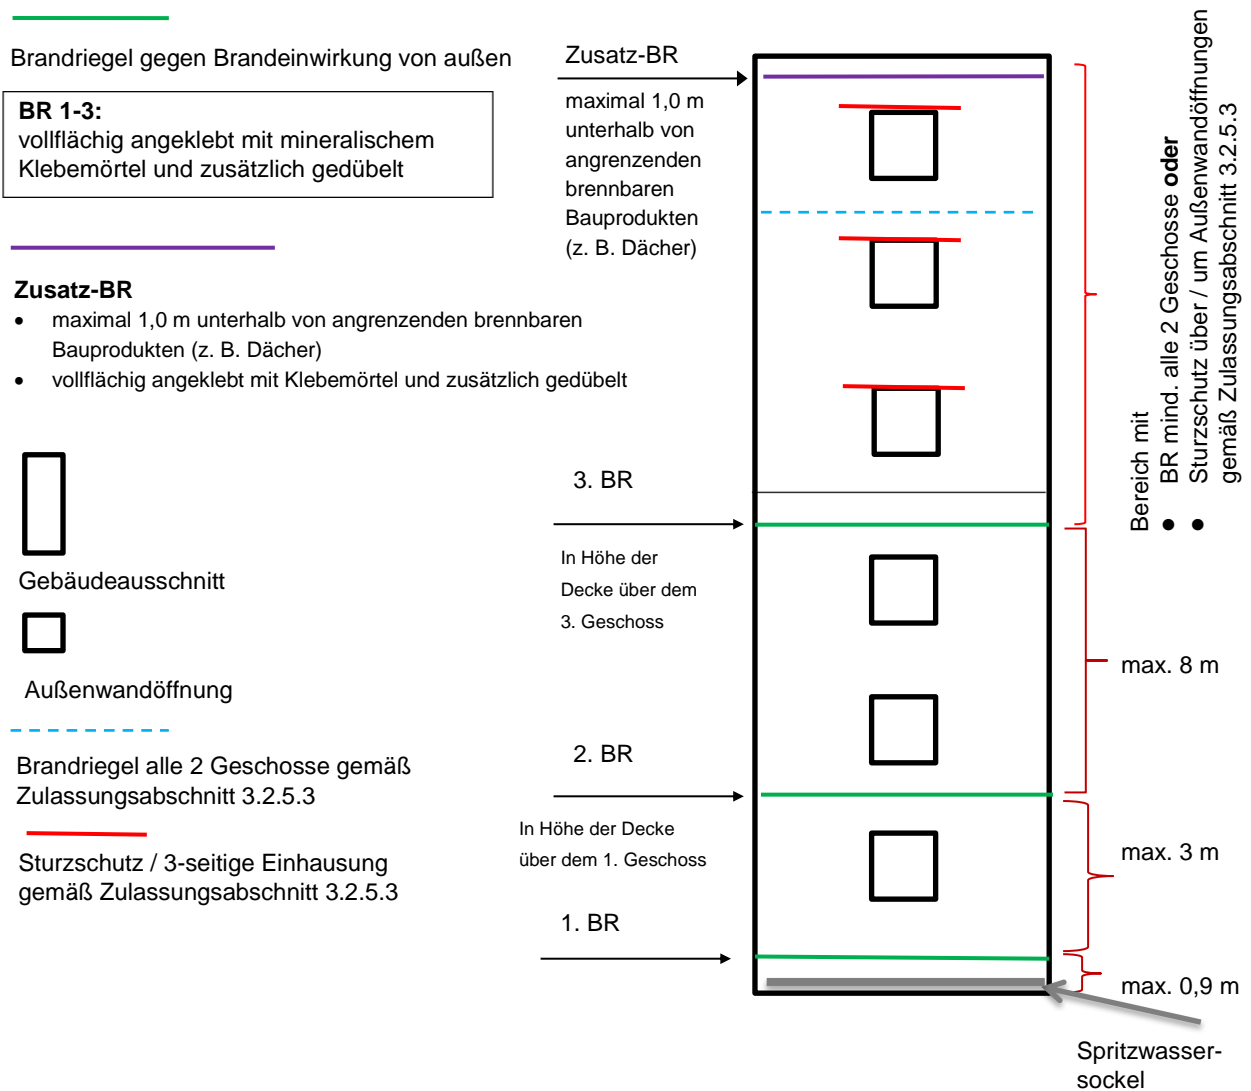 Brandriegel gegen Brandeinwirkung von außen
BR 1-3:
vollflächig angeklebt mit mineralischem
Klebemörtel und zusätzlich gedübelt
Zusatz-BR
• maximal 1,0 m unterhalb von angrenzenden brennbaren
Bauprodukten (z. B. Dächer)
• vollflächig angeklebt mit Klebemörtel und zusätzlich gedübelt
Gebäudeausschnitt
Außenwandöffnung
Brandriegel alle 2 Geschosse gemäß
Zulassungsabschnitt 3.2.5.3
Sturzschutz / 3-seitige Einhausung
gemäß Zulassungsabschnitt 3.2.5.3
Zusatz-BR
maximal 1,0 m
unterhalb von
angrenzenden
brennbaren
Bauprodukten
(z. B. Dächer)
3. BR
In Höhe der
Decke über dem
3. Geschoss
2. BR
In Höhe der Decke
über dem 1. Geschoss
1. BR
Bereich mit
• BR mind. alle 2 Geschosse oder
• Sturzschutz über / um Außenwandöffnungen
gemäß Zulassungsabschnitt 3.2.5.3
max. 8 m
max. 3 m
max. 0,9 m
Spritzwasser-
sockel